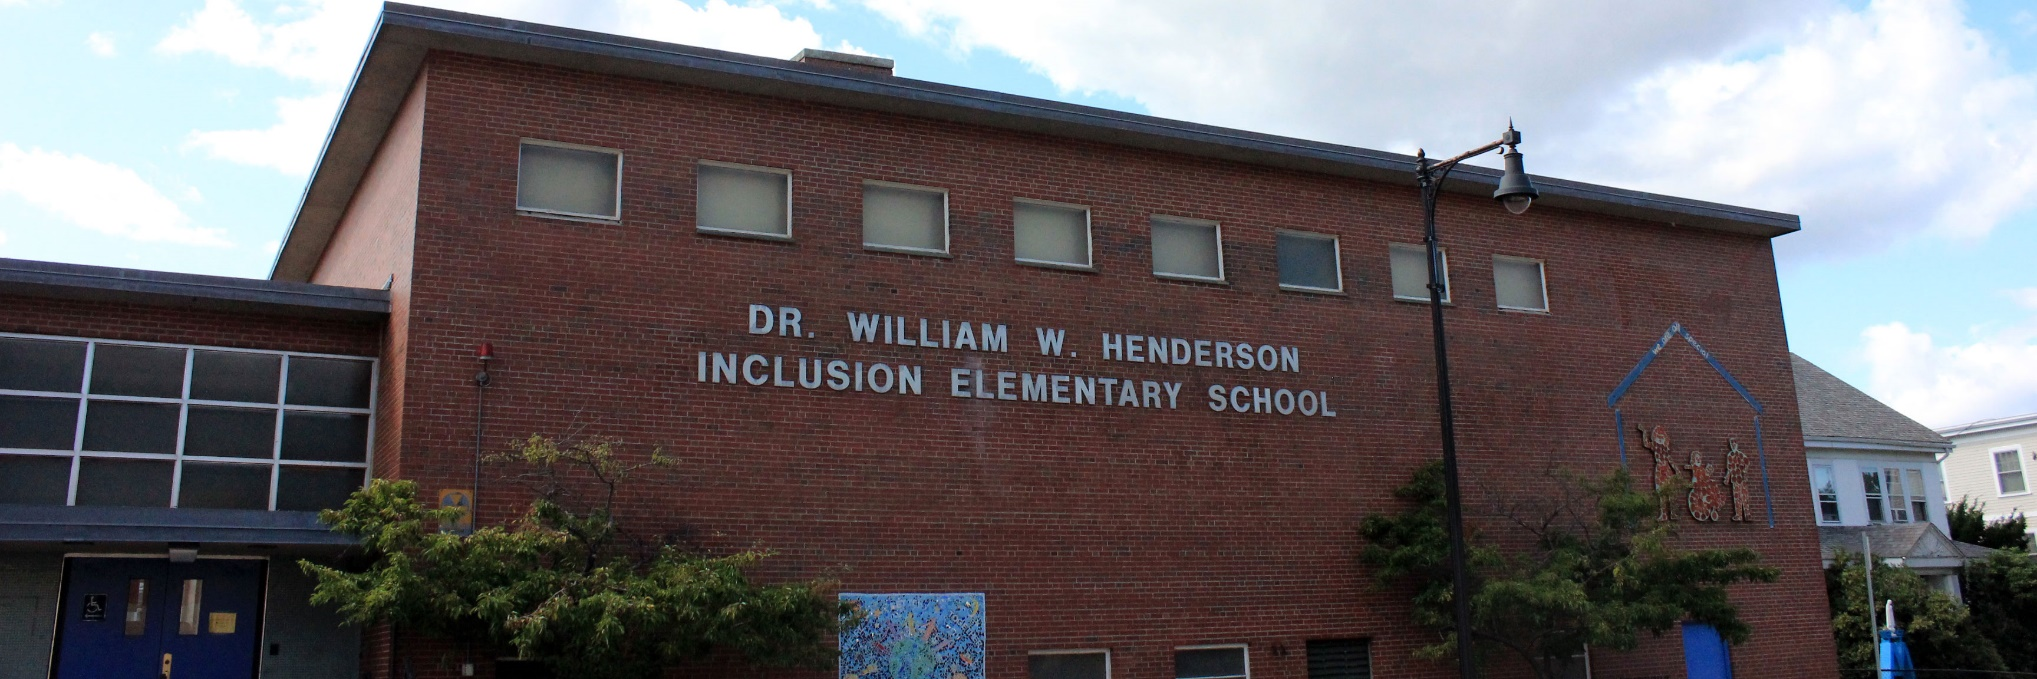 DR. WILLIAM W. HENDERSON
INCLUSION ELEMENTARY SCHOOL